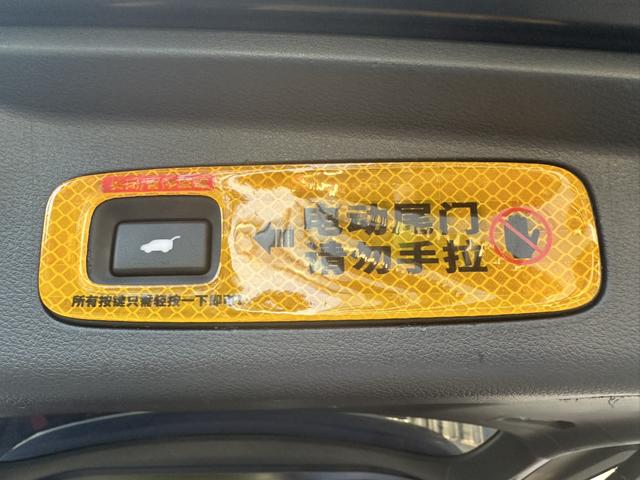 电动尾门
请勿手拉
所有按键只需轻按一下即可